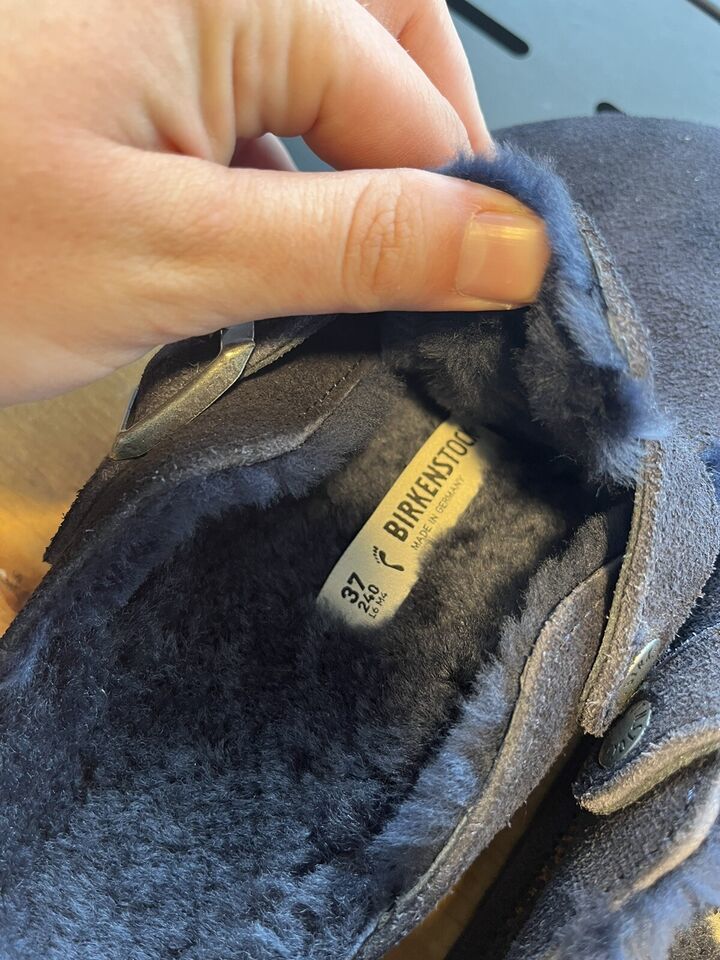 BIRKENSTOCK
MADE IN GERMANY
37
240
L6 M4